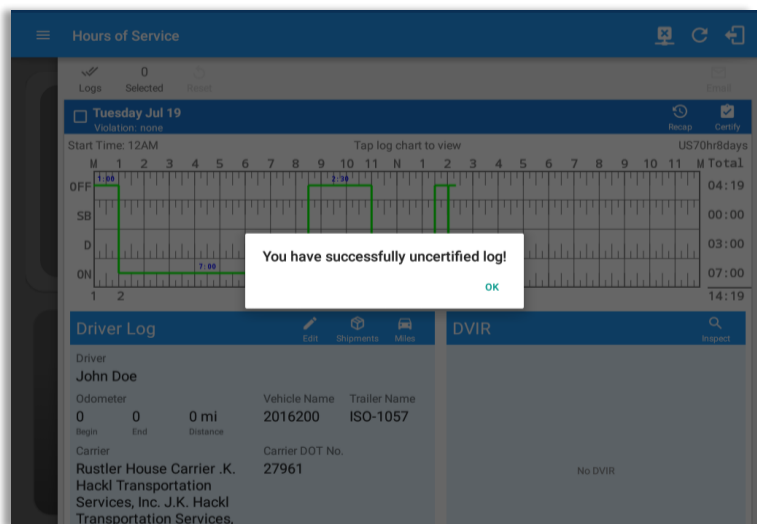 Hours of Service
Logs
0
Selected
Reset
Email
Tuesday Jul 19
Violation: none
Recap
Certify
Start Time: 12AM
Tap log chart to view
US70hr8days
M 1 2 3 4 5 6 7 8 9 10 11 N 1 2 3 4 5 6 7 8 9 10 11 M Total
OFF 1:00 2:30 04:19
SB 00:00
D 03:00
ON 7:00 07:00
1 2 14:19
You have successfully uncertified log!
OK
Driver Log
Edit
Shipments
Miles
DVIR
Inspect
Driver
John Doe
Odometer
Vehicle Name
Trailer Name
0 0 0 mi
2016200
ISO-1057
Begin End Distance
Carrier
Carrier DOT No.
Rustler House Carrier .K.
27961
Hackl Transportation
Services, Inc. J.K. Hackl
Transportation Services,
No DVIR